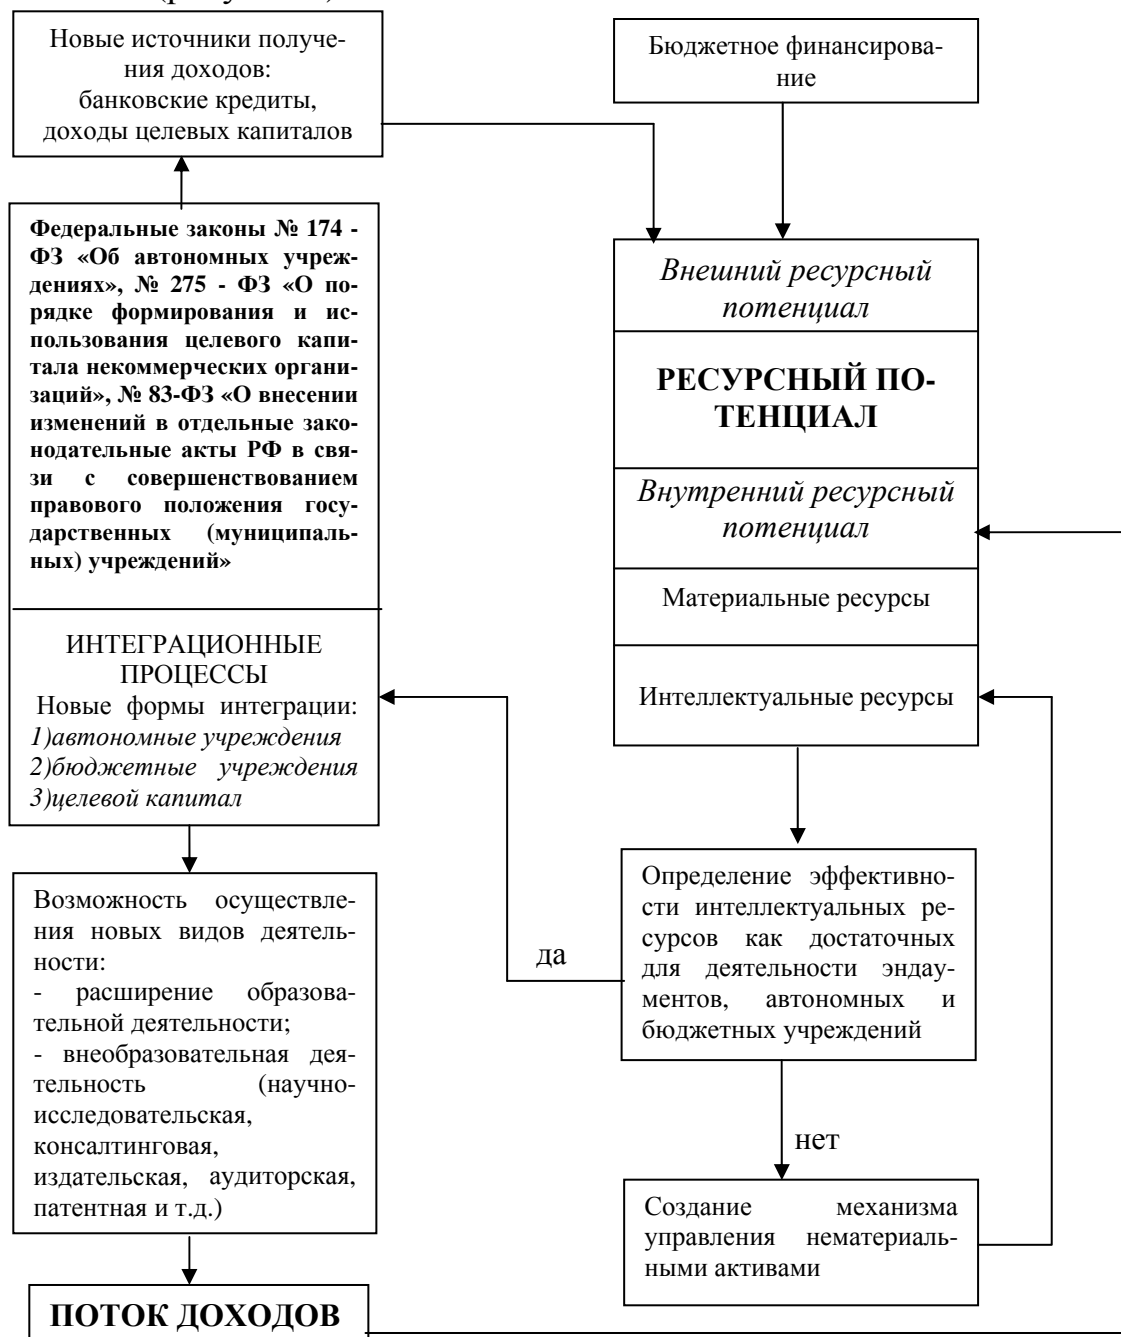 Новые источники получе-
ния доходов:
банковские кредиты,
доходы целевых капиталов
Бюджетное финансирова-
ние
Федеральные законы № 174 -
ФЗ «Об автономных учреж-
дениях», № 275 - ФЗ «О по-
рядке формирования и ис-
пользования целевого капи-
тала некоммерческих органи-
заций», № 83-ФЗ «О внесении
изменений в отдельные зако-
нодательные акты РФ в свя-
зи с совершенствованием
правового положения госу-
дарственных (муниципаль-
ных) учреждений»
ИНТЕГРАЦИОННЫЕ
ПРОЦЕССЫ
Новые формы интеграции:
1)автономные учреждения
2)бюджетные учреждения
3)целевой капитал
Внешний ресурсный
потенциал
РЕСУРСНЫЙ ПО-
ТЕНЦИАЛ
Внутренний ресурсный
потенциал
Материальные ресурсы
Интеллектуальные ресурсы
Возможность осуществле-
ния новых видов деятель-
ности:
- расширение образова-
тельной деятельности;
- внеобразовательная дея-
тельность (научно-
исследовательская,
консалтинговая,
издательская, аудиторская,
патентная и т.д.)
да
Определение эффективно-
сти интеллектуальных ре-
сурсов как достаточных
для деятельности эндау-
ментов, автономных и
бюджетных учреждений
нет
Создание механизма
управления нематериаль-
ными активами
ПОТОК ДОХОДОВ